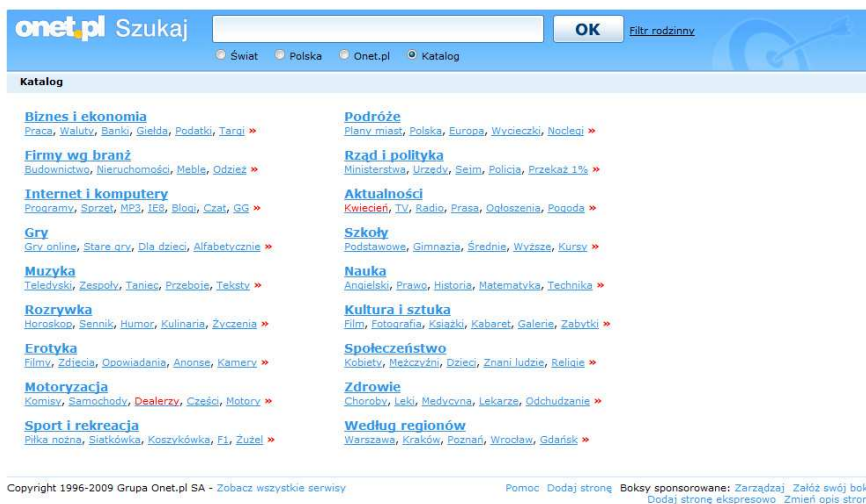 onet.pl Szukaj OK Filtr rodzinny
Świat Polska Onet.pl Katalog
Katalog
Biznes i ekonomia
Praca, Waluty, Banki, Giełda, Podatki, Targi »
Firmy wg branż
Budownictwo, Nieruchomości, Meble, Odzież »
Internet i komputery
Programy, Sprzęt, MP3, IE8, Blogi, Czat, GG »
Gry
Gry online, Stare gry, Dla dzieci, Alfabetycznie »
Muzyka
Teledyski, Zespoły, Taniec, Przeboje, Teksty »
Rozrywka
Horoskop, Sennik, Humor, Kulinaria, Życzenia »
Erotyka
Filmy, Zdjęcia, Opowiadania, Anonse, Kamery »
Motoryzacja
Komisy, Samochody, Dealerzy, Części, Motory »
Sport i rekreacja
Piłka nożna, Siatkówka, Koszykówka, F1, Żużel »
Podróże
Plany miast, Polska, Europa, Wycieczki, Noclegi »
Rząd i polityka
Ministerstwa, Urzędy, Sejm, Policja, Przekaż 1% »
Aktualności
Kwiecień, TV, Radio, Prasa, Ogłoszenia, Pogoda »
Szkoły
Podstawowe, Gimnazja, Średnie, Wyższe, Kursy »
Nauka
Angielski, Prawo, Historia, Matematyka, Technika »
Kultura i sztuka
Film, Fotografia, Książki, Kabaret, Galerie, Zabytki »
Społeczeństwo
Kobiety, Mężczyźni, Dzieci, Znani ludzie, Religie »
Zdrowie
Choroby, Leki, Medycyna, Lekarze, Odchudzanie »
Według regionów
Warszawa, Kraków, Poznań, Wrocław, Gdańsk »
Copyright 1996-2009 Grupa Onet.pl SA - Zobacz wszystkie serwisy
Pomoc Dodaj stronę Boksy sponsorowane: Zarządzaj Załóż swój bok
Dodaj stronę ekspresowo Zmień opis stron